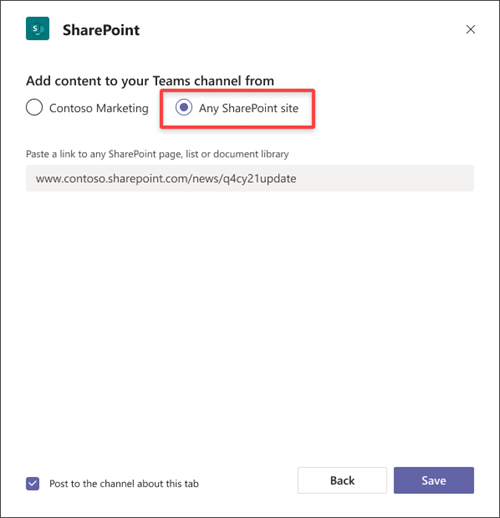 SharePoint
Add content to your Teams channel from
Contoso Marketing Any SharePoint site
Paste a link to any SharePoint page, list or document library
www.contoso.sharepoint.com/news/q4cy21update
Post to the channel about this tab Back Save